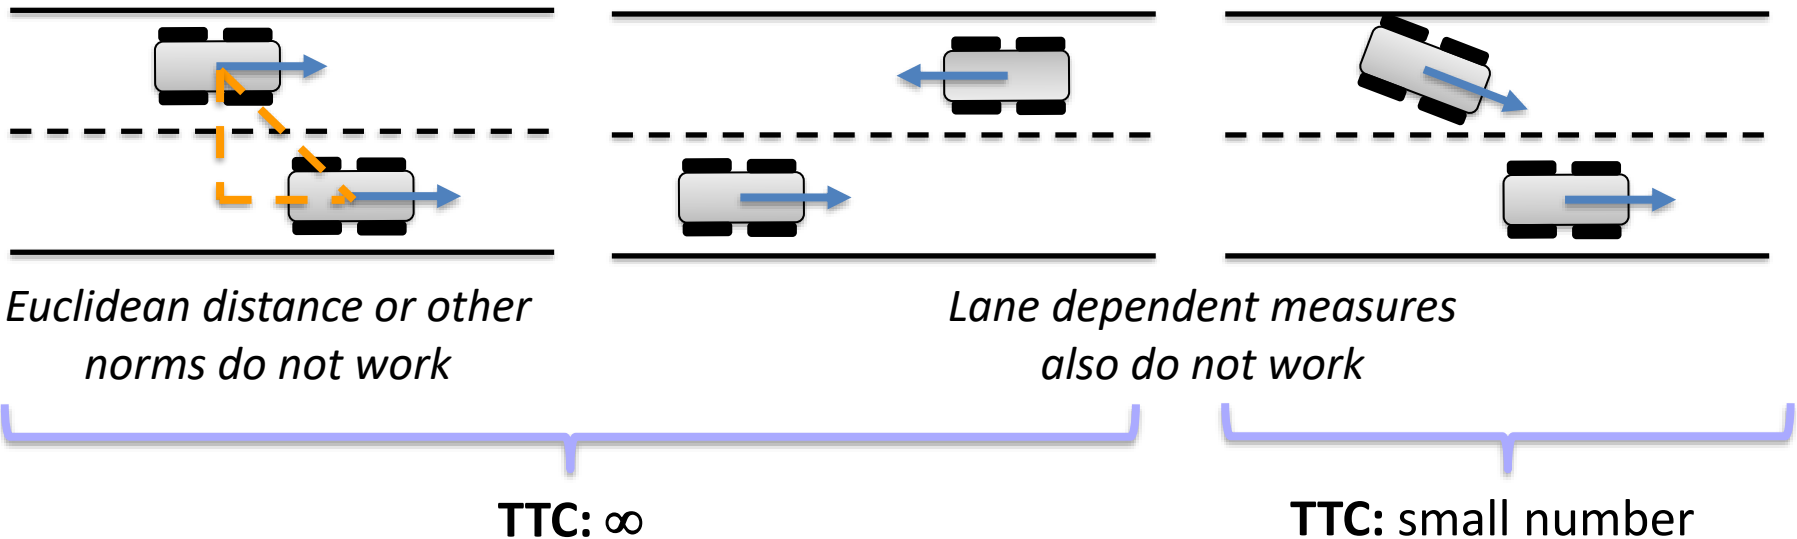 Euclidean distance or other
norms do not work
Lane dependent measures
also do not work
TTC: ∞
TTC: small number